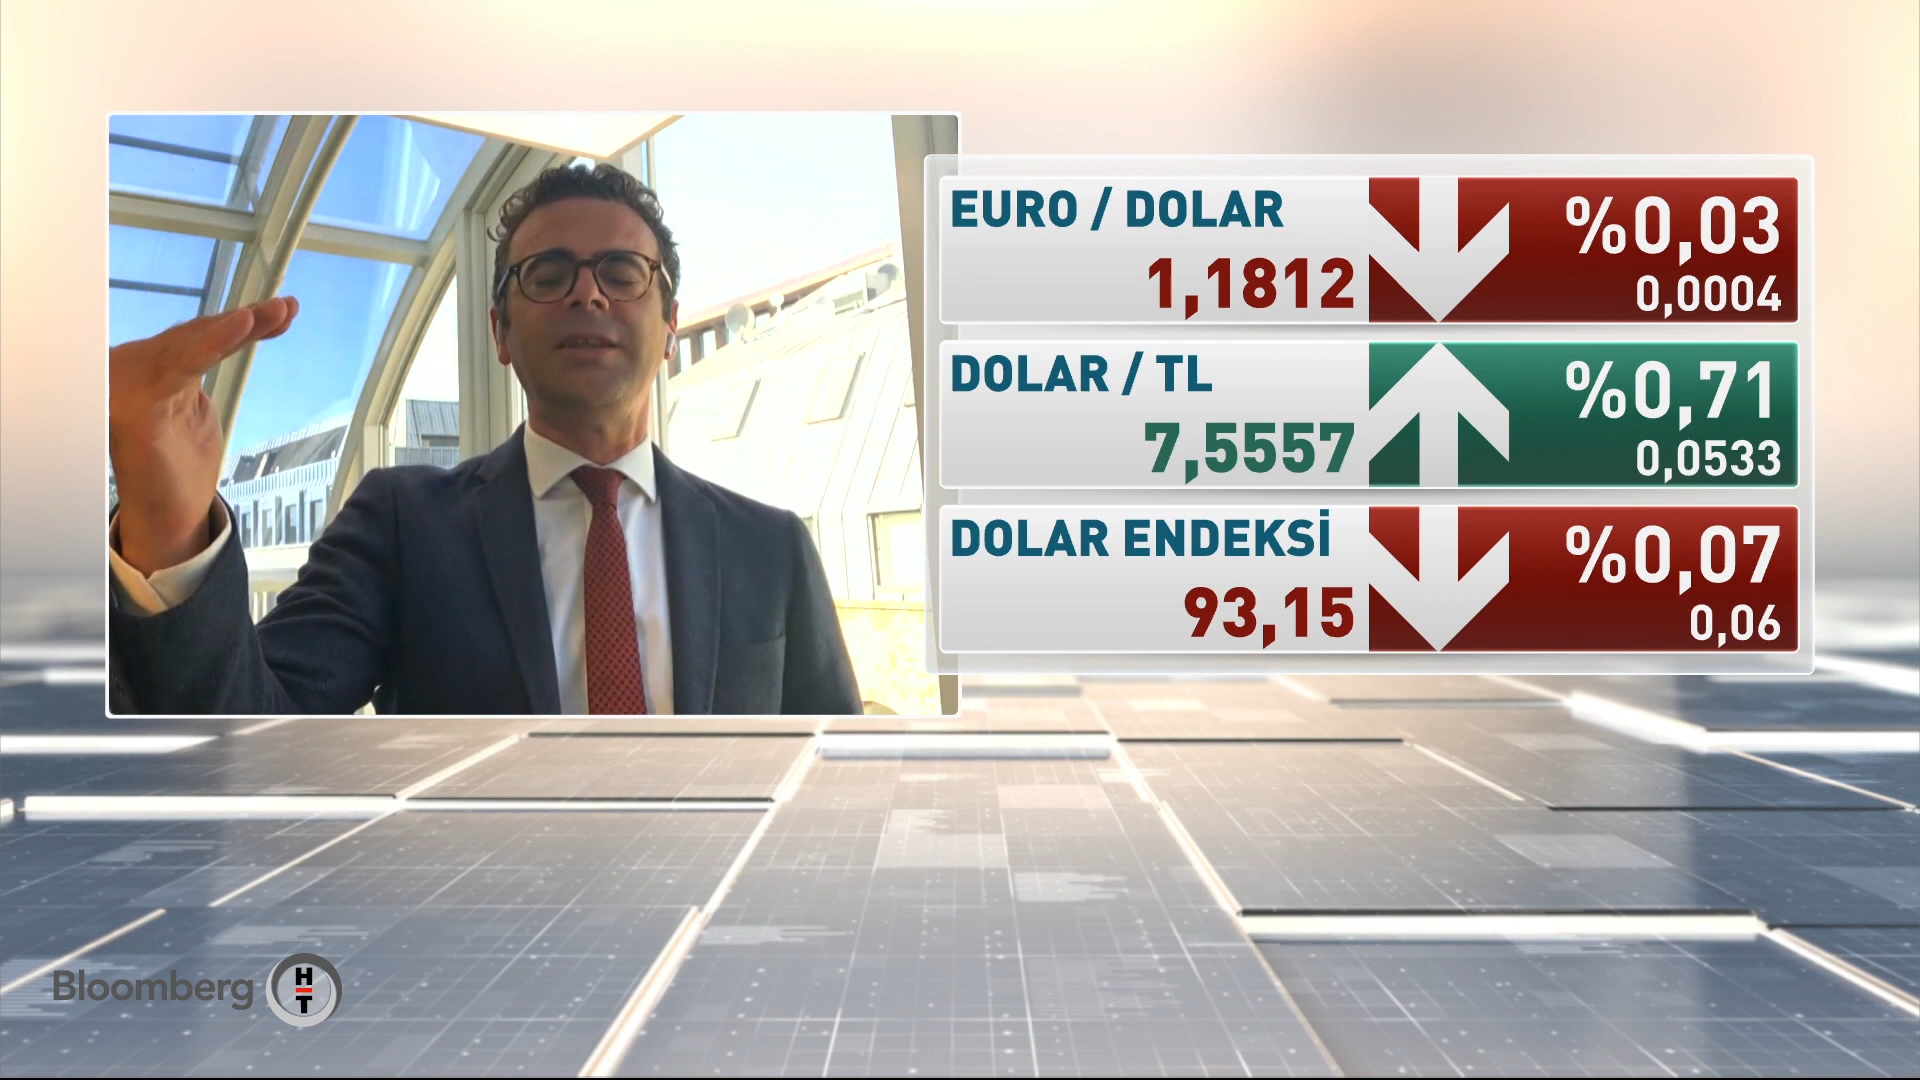 EURO / DOLAR
1,1812
%0,03
0,0004
DOLAR / TL
7,5557
%0,71
0,0533
DOLAR ENDEKSİ
93,15
%0,07
0,06
Bloomberg HT